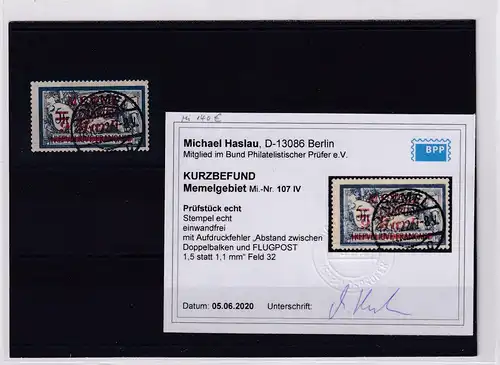 Mi 140 €
Michael Haslau, D-13086 Berlin
Mitglied im Bund Philatelistischer Prüfer e.V.
BPP
KURZBEFUND
Memelgebiet Mi.-Nr. 107 IV
Prüfstück echt
Stempel echt
einwandfrei
mit Aufdruckfehler „Abstand zwischen
Doppelbalken und FLUGPOST
1,5 statt 1,1 mm" Feld 32
Datum: 05.06.2020 Unterschrift:
MEMEL
MEMEL